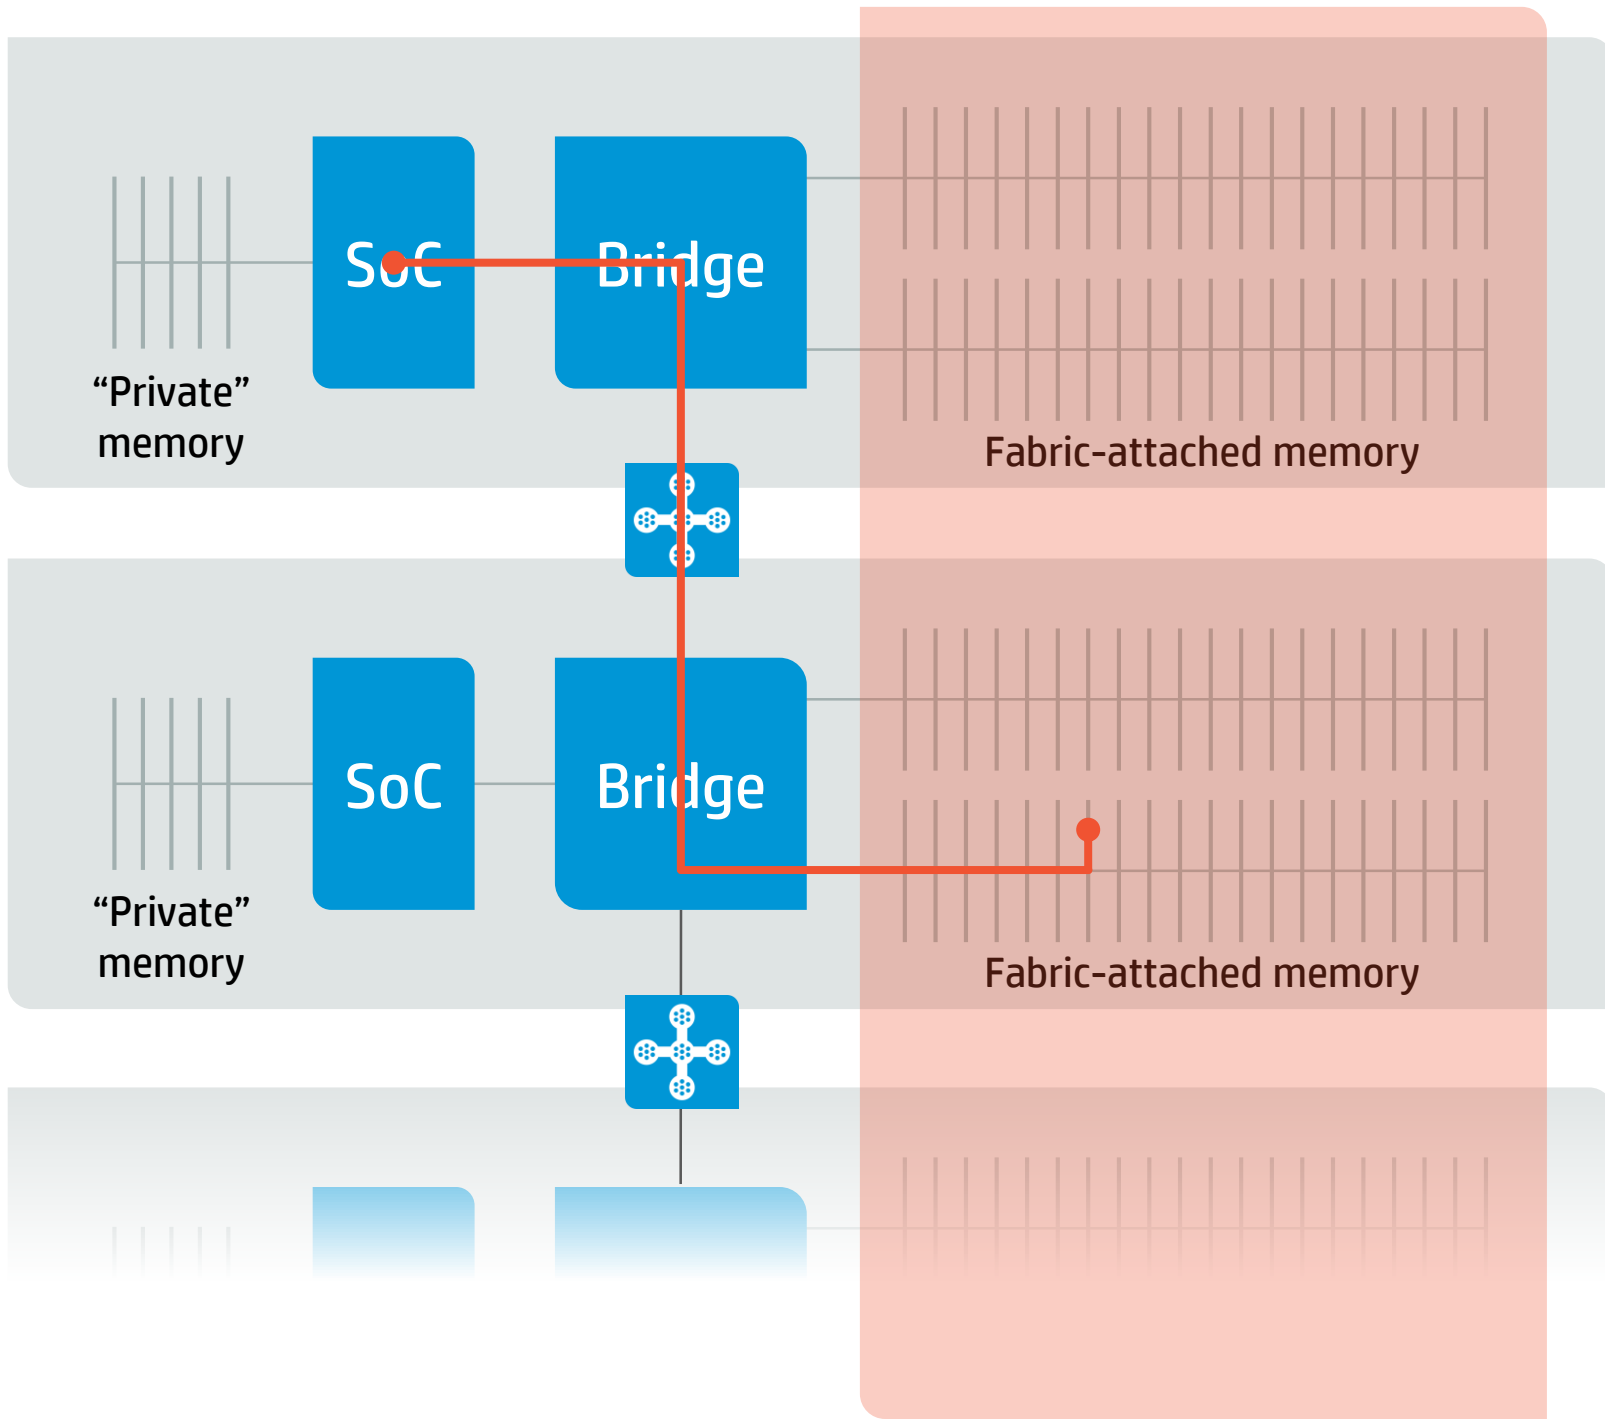 SoC
Bridge
“Private”
memory
Fabric-attached memory
SoC
Bridge
“Private”
memory
Fabric-attached memory